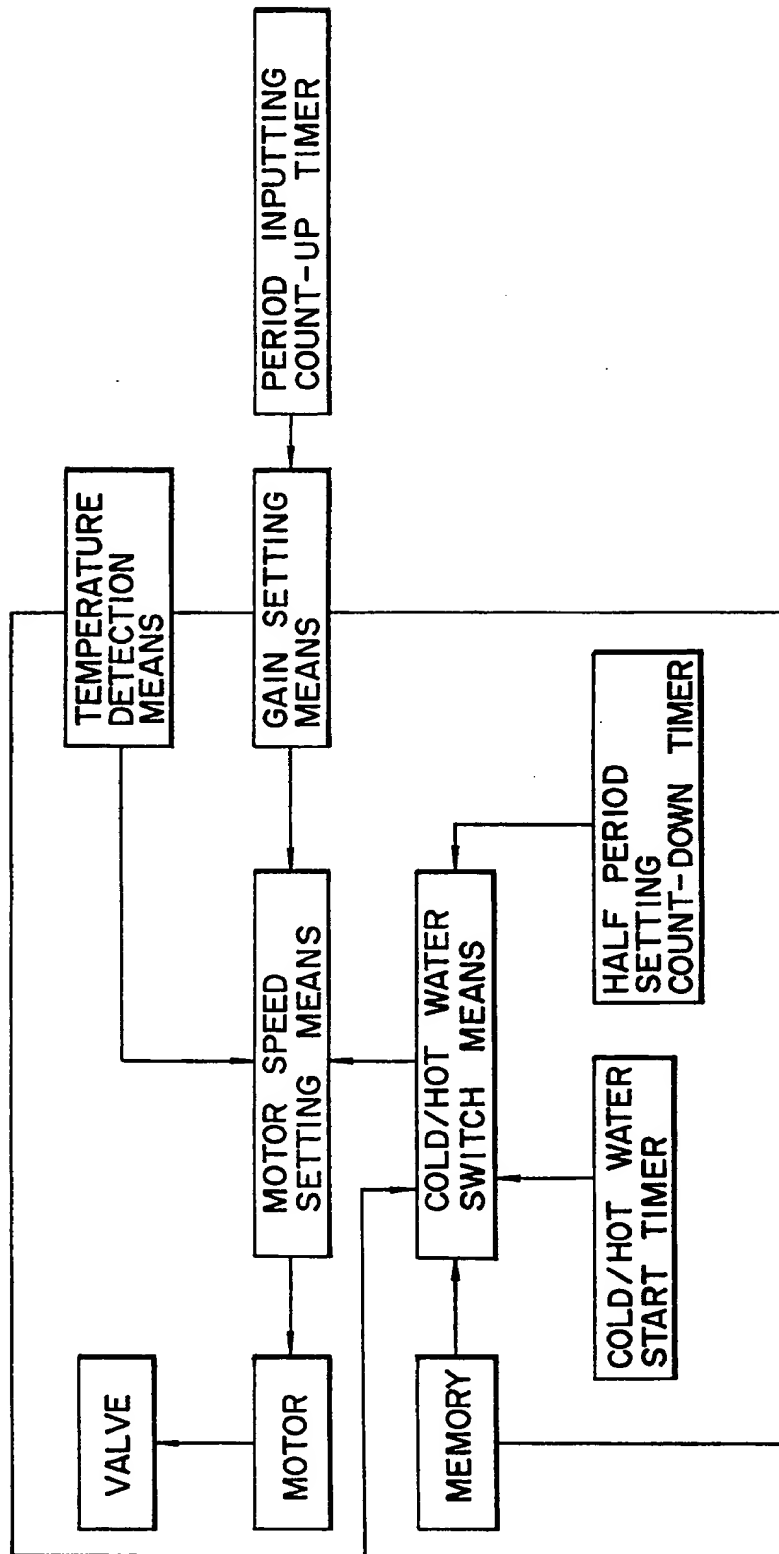 VALVE
TEMPERATURE
DETECTION
MEANS
MOTOR
MOTOR SPEED
SETTING MEANS
GAIN SETTING
MEANS
PERIOD INPUTTING
COUNT-UP TIMER
MEMORY
COLD/HOT WATER
SWITCH MEANS
COLD/HOT WATER
START TIMER
HALF PERIOD
SETTING
COUNT-DOWN TIMER